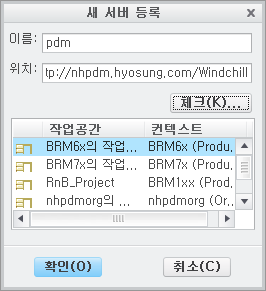 새 서버 등록
이름: pdm
위치: tp://nhpdm.hyosung.com/Windchill
체크(K)...
작업공간 컨텍스트
BRM6x의 작업... BRM6x (Produ.
BRM7x의 작업... BRM7x (Produ.
RnB_Project BRM1xx (Prod.
nhpdmorg의 ... nhpdmorg (Or.
확인(O) 취소(C)